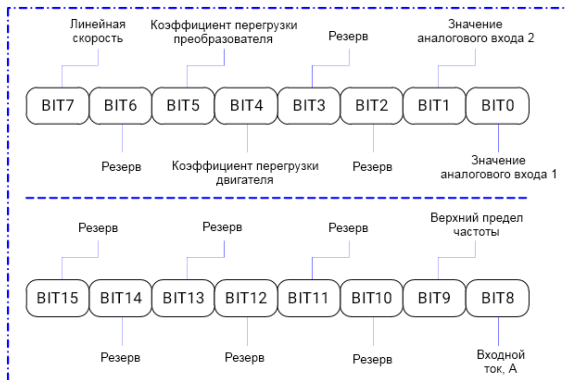 Линейная
скорость
Коэффициент перегрузки
преобразователя
Резерв
Значение
аналогового входа 2
BIT7 BIT6 BIT5 BIT4 BIT3 BIT2 BIT1 BIT0
Резерв
Коэффициент перегрузки
двигателя
Резерв
Значение
аналогового входа 1
Резерв
Резерв
Резерв
Верхний предел
частоты
BIT15 BIT14 BIT13 BIT12 BIT11 BIT10 BIT9 BIT8
Резерв
Резерв
Резерв
Входной
ток, А